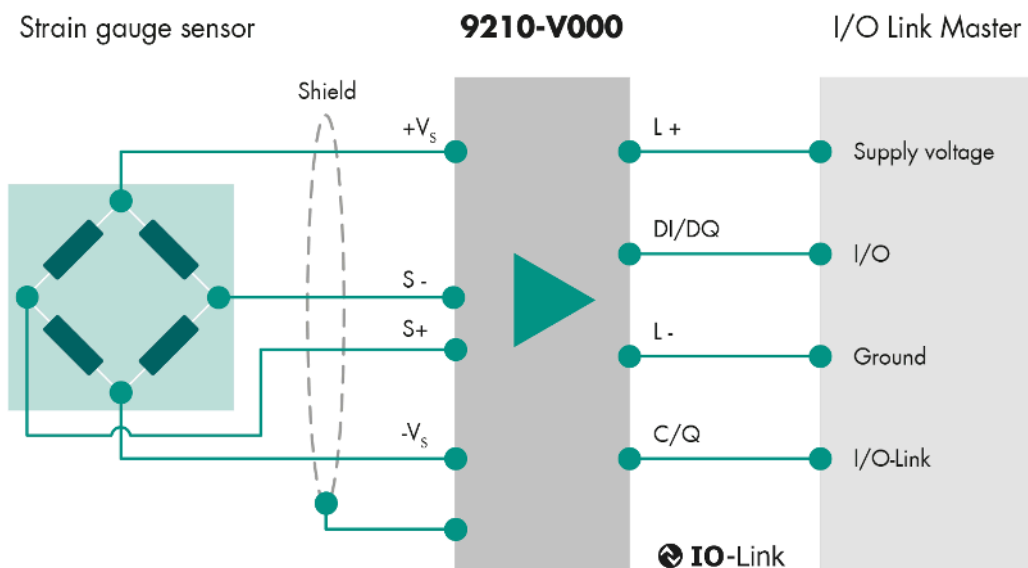 Strain gauge sensor
9210-V000
I/O Link Master
Shield
+Vs
L +
Supply voltage
DI/DQ
I/O
S -
S+
L -
Ground
-Vs
C/Q
I/O-Link
IO-Link